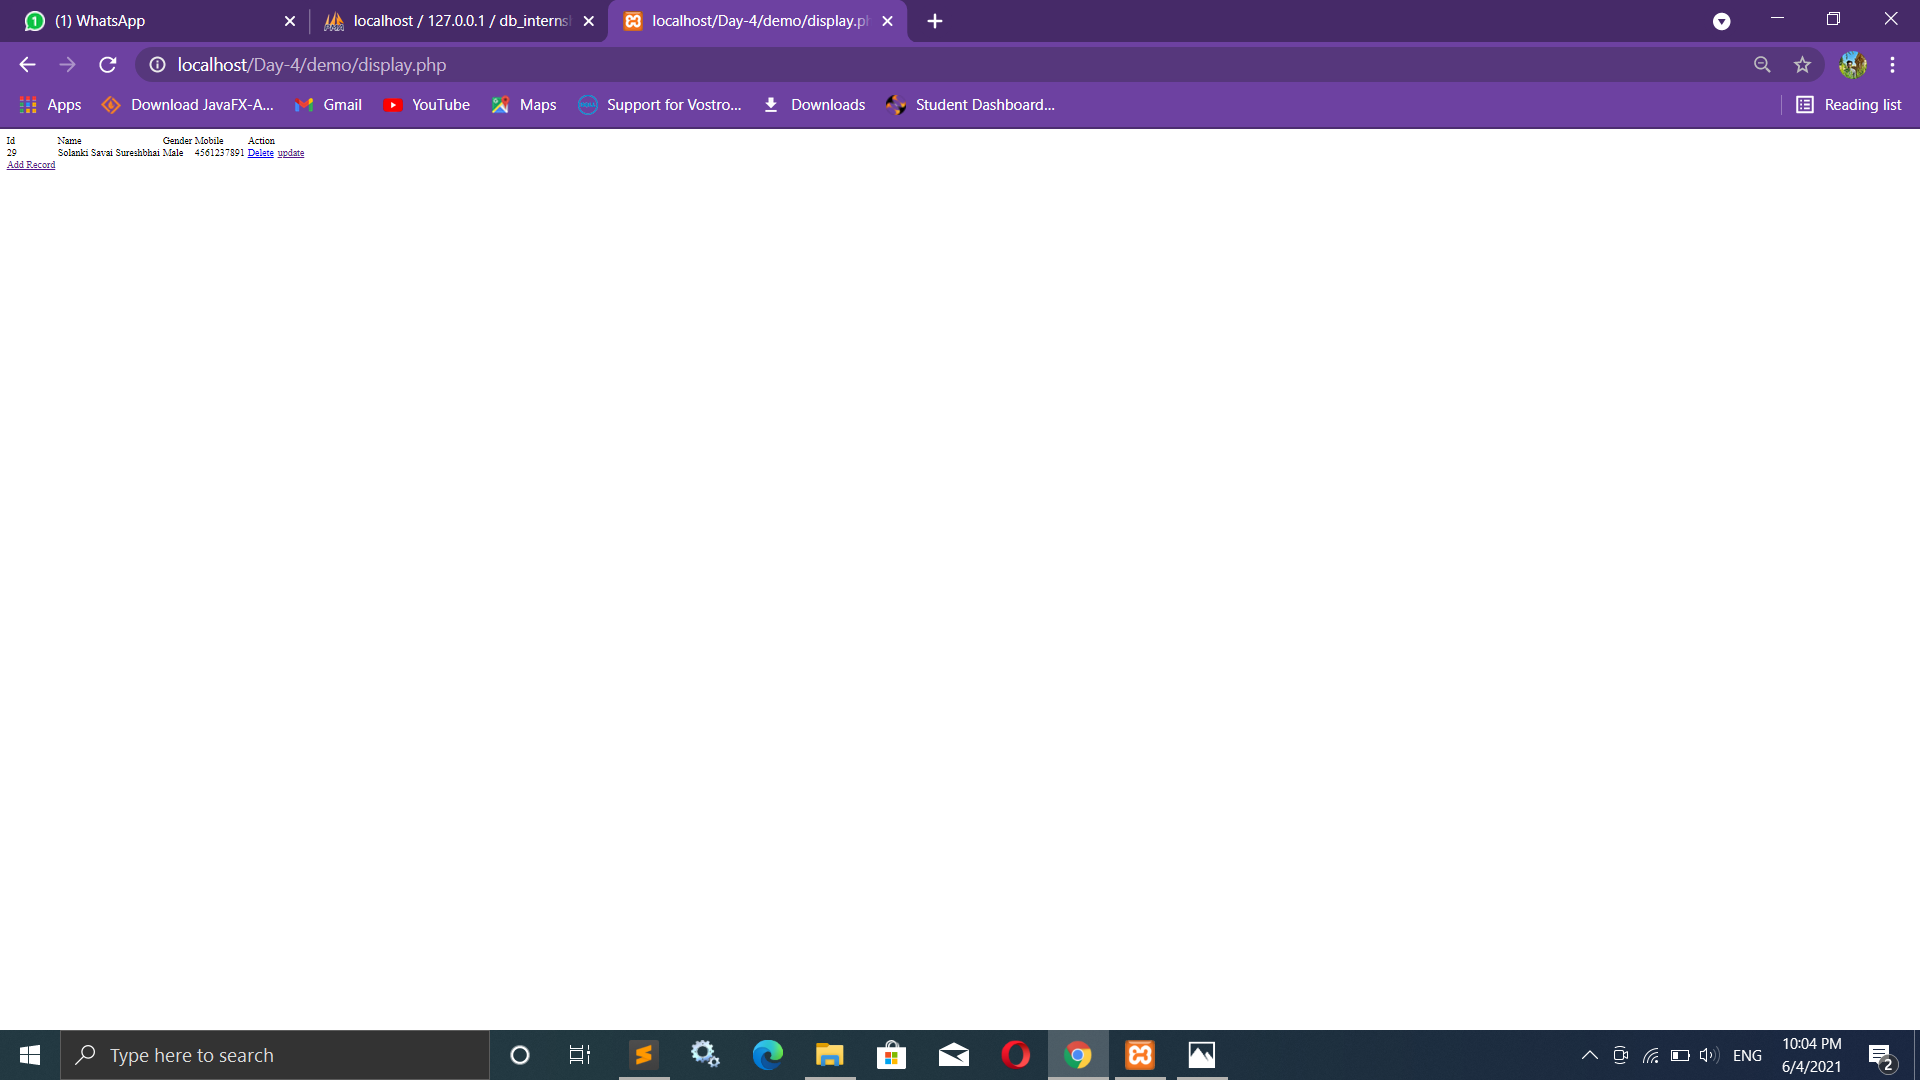 (1) WhatsApp
localhost / 127.0.0.1 / db_interns
localhost/Day-4/demo/display.ph
localhost/Day-4/demo/display.php
Apps
Download JavaFX-A...
Gmail
YouTube
Maps
Support for Vostro...
Downloads
Student Dashboard...
Reading list
Id Name Gender Mobile Action
29 Solanki Savai Sureshbhai Male 4561237891 Delete update
Add Record
Type here to search
ENG
10:04 PM
6/4/2021
2